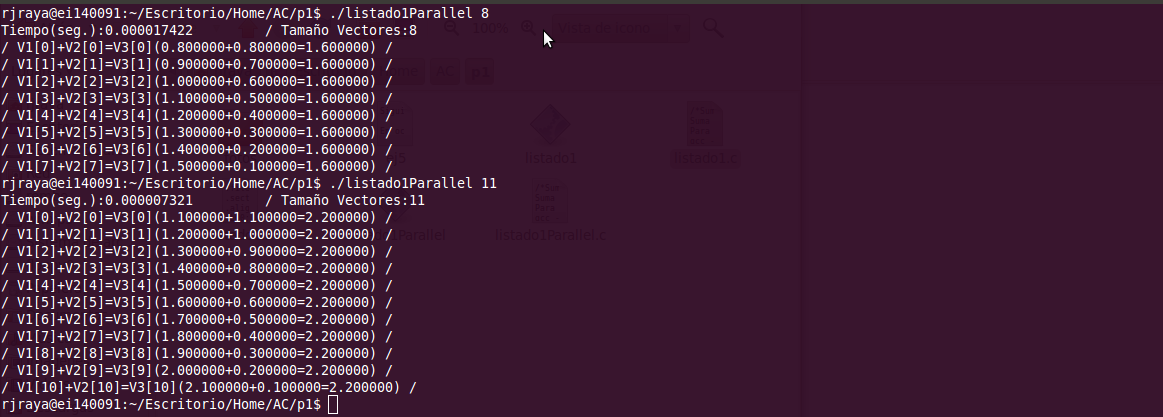 rjraya@ei140091:~/Escritorio/Home/AC/p1$ ./listado1Parallel 8
Tiempo(seg.):0.000017422         / Tamaño Vectores:8
/ V1[0]+V2[0]=V3[0](0.800000+0.800000=1.600000) /
/ V1[1]+V2[1]=V3[1](0.900000+0.700000=1.600000) /
/ V1[2]+V2[2]=V3[2](1.000000+0.600000=1.600000) /
/ V1[3]+V2[3]=V3[3](1.100000+0.500000=1.600000) /
/ V1[4]+V2[4]=V3[4](1.200000+0.400000=1.600000) /
/ V1[5]+V2[5]=V3[5](1.300000+0.300000=1.600000) /
/ V1[6]+V2[6]=V3[6](1.400000+0.200000=1.600000) /
/ V1[7]+V2[7]=V3[7](1.500000+0.100000=1.600000) /
rjraya@ei140091:~/Escritorio/Home/AC/p1$ ./listado1Parallel 11
Tiempo(seg.):0.000007321         / Tamaño Vectores:11
/ V1[0]+V2[0]=V3[0](1.100000+1.100000=2.200000) /
/ V1[1]+V2[1]=V3[1](1.200000+1.000000=2.200000) /
/ V1[2]+V2[2]=V3[2](1.300000+0.900000=2.200000) /
/ V1[3]+V2[3]=V3[3](1.400000+0.800000=2.200000) /
/ V1[4]+V2[4]=V3[4](1.500000+0.700000=2.200000) /
/ V1[5]+V2[5]=V3[5](1.600000+0.600000=2.200000) /
/ V1[6]+V2[6]=V3[6](1.700000+0.500000=2.200000) /
/ V1[7]+V2[7]=V3[7](1.800000+0.400000=2.200000) /
/ V1[8]+V2[8]=V3[8](1.900000+0.300000=2.200000) /
/ V1[9]+V2[9]=V3[9](2.000000+0.200000=2.200000) /
/ V1[10]+V2[10]=V3[10](2.100000+0.100000=2.200000) /
rjraya@ei140091:~/Escritorio/Home/AC/p1$
100%
AC
p1
listado1
listado1.c
listado1Parallel.c